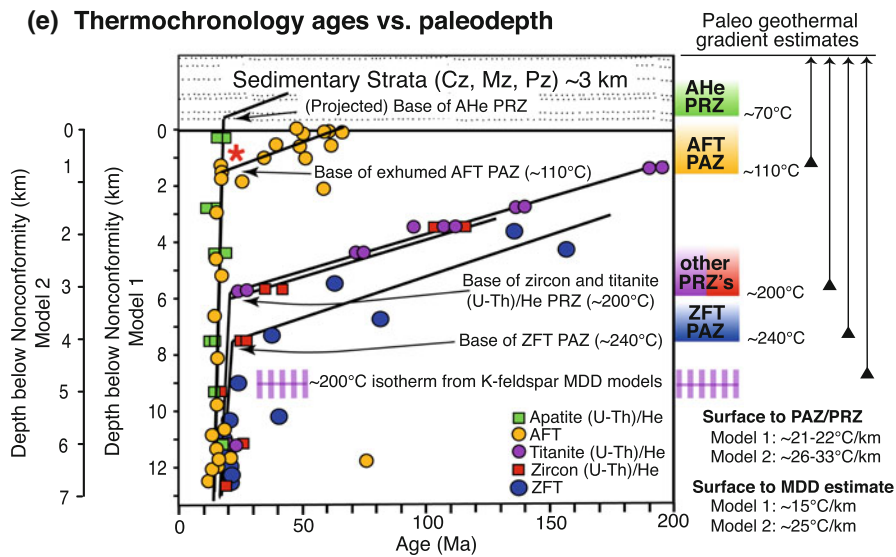 (e) Thermochronology ages vs. paleodepth
Paleo geothermal
gradient estimates
Sedimentary Strata (Cz, Mz, Pz) ~3 km
(Projected) Base of AHe PRZ
*
Base of exhumed AFT PAZ (~110°C)
Base of zircon and titanite
(U-Th)/He PRZ (~200°C)
Base of ZFT PAZ (~240°C)
~200°C isotherm from K-feldspar MDD models
Apatite (U-Th)/He
AFT
Titanite (U-Th)/He
Zircon (U-Th)/He
ZFT
Depth below Nonconformity (km)
Model 2
0
1
2
3
4
5
6
7
Depth below Nonconformity (km)
Model 1
0
2
4
6
8
10
12
0
50
100
150
200
Age (Ma)
AHe
PRZ
~70°C
AFT
PAZ
~110°C
other
PRZ's
~200°C
ZFT
PAZ
~240°C
Surface to PAZ/PRZ
Model 1: ~21-22°C/km
Model 2: ~26-33°C/km
Surface to MDD estimate
Model 1: ~15°C/km
Model 2: ~25°C/km